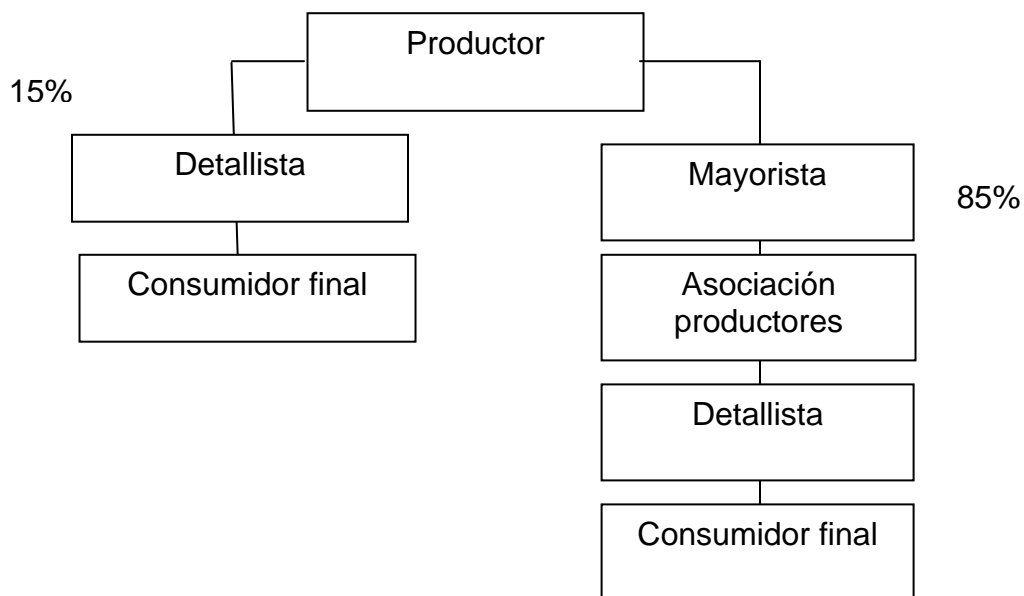 Productor
15%
Detallista
Mayorista
85%
Consumidor final
Asociación
productores
Detallista
Consumidor final